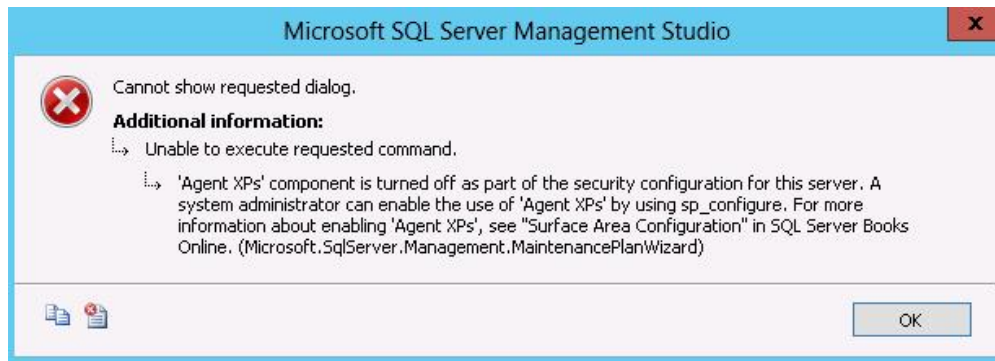 Microsoft SQL Server Management Studio
x
Cannot show requested dialog.
Additional information:
Unable to execute requested command.
'Agent XPs' component is turned off as part of the security configuration for this server. A
system administrator can enable the use of 'Agent XPs' by using sp_configure. For more
information about enabling 'Agent XPs', see "Surface Area Configuration" in SQL Server Books
Online. (Microsoft.SqlServer.Management.MaintenancePlanWizard)
OK